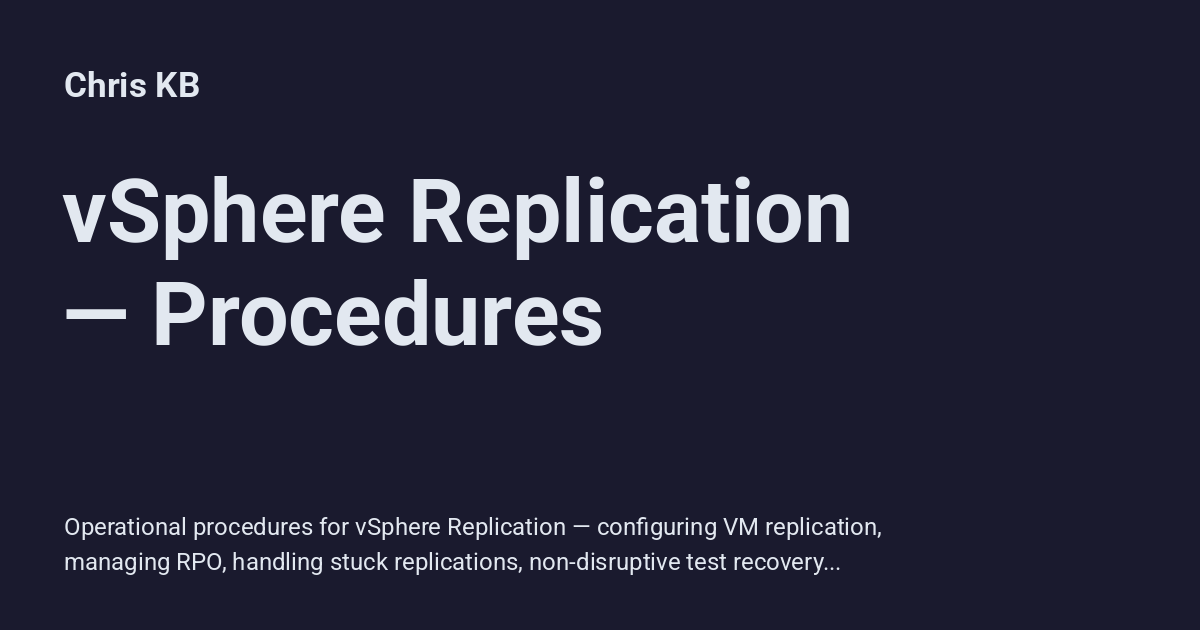 Chris KB
vSphere Replication
— Procedures
Operational procedures for vSphere Replication — configuring VM replication,
managing RPO, handling stuck replications, non-disruptive test recovery...